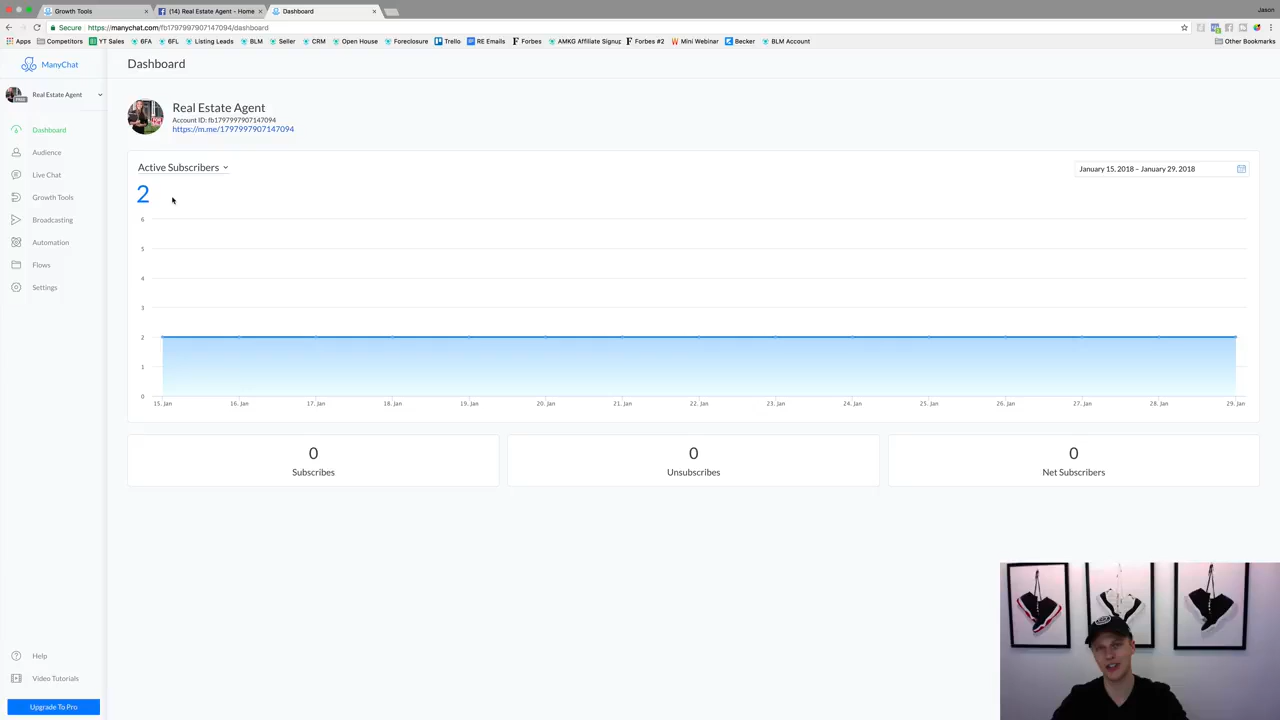 Growth Tools
(14) Real Estate Agent - Home
Dashboard
Jason
Secure
https://manychat.com/fb1797997907147094/dashboard
Apps
Competitors
YT Sales
6FA
6FL
Listing Leads
BLM
Seller
CRM
Open House
Foreclosure
Trello
RE Emails
Forbes
AMKG Affiliate Signup
Forbes #2
Mini Webinar
Becker
BLM Account
Other Bookmarks
ManyChat
Dashboard
Real Estate Agent
FREE
Dashboard
Audience
Live Chat
Growth Tools
Broadcasting
Automation
Flows
Settings
Help
Video Tutorials
Upgrade To Pro
Real Estate Agent
Account ID: fb1797997907147094
https://m.me/1797997907147094
Active Subscribers
January 15, 2018 – January 29, 2018
2
6
5
4
3
2
1
0
15. Jan
16. Jan
17. Jan
18. Jan
19. Jan
20. Jan
21. Jan
22. Jan
23. Jan
24. Jan
25. Jan
26. Jan
27. Jan
28. Jan
29. Jan
0
Subscribes
0
Unsubscribes
0
Net Subscribers